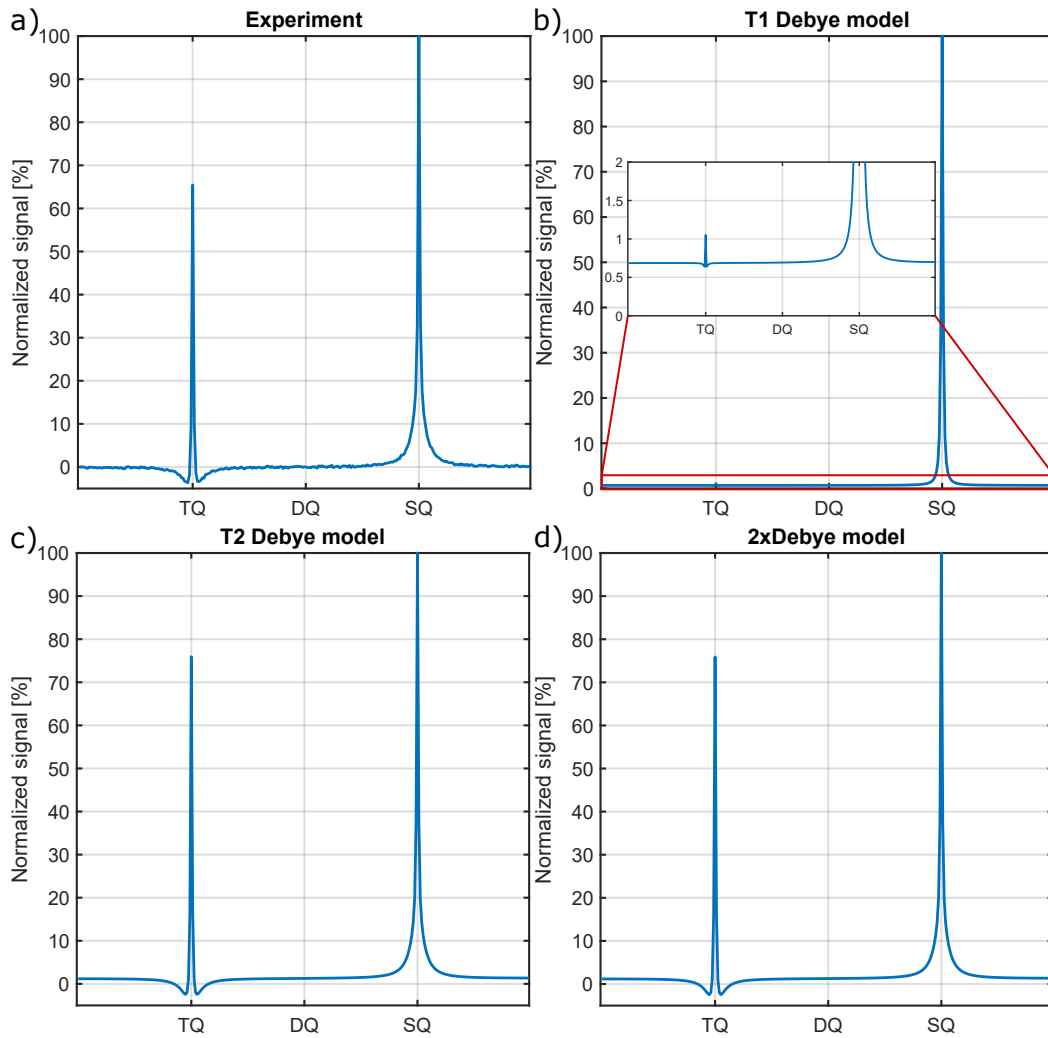 a)
Experiment
Normalized signal [%]
100
90
80
70
60
50
40
30
20
10
0
TQ DQ SQ
b)
T1 Debye model
Normalized signal [%]
100
90
80
70
60
50
40
30
20
10
0
TQ DQ SQ
2
1.5
1
0.5
0
TQ DQ SQ
c)
T2 Debye model
Normalized signal [%]
100
90
80
70
60
50
40
30
20
10
0
TQ DQ SQ
d)
2xDebye model
Normalized signal [%]
100
90
80
70
60
50
40
30
20
10
0
TQ DQ SQ